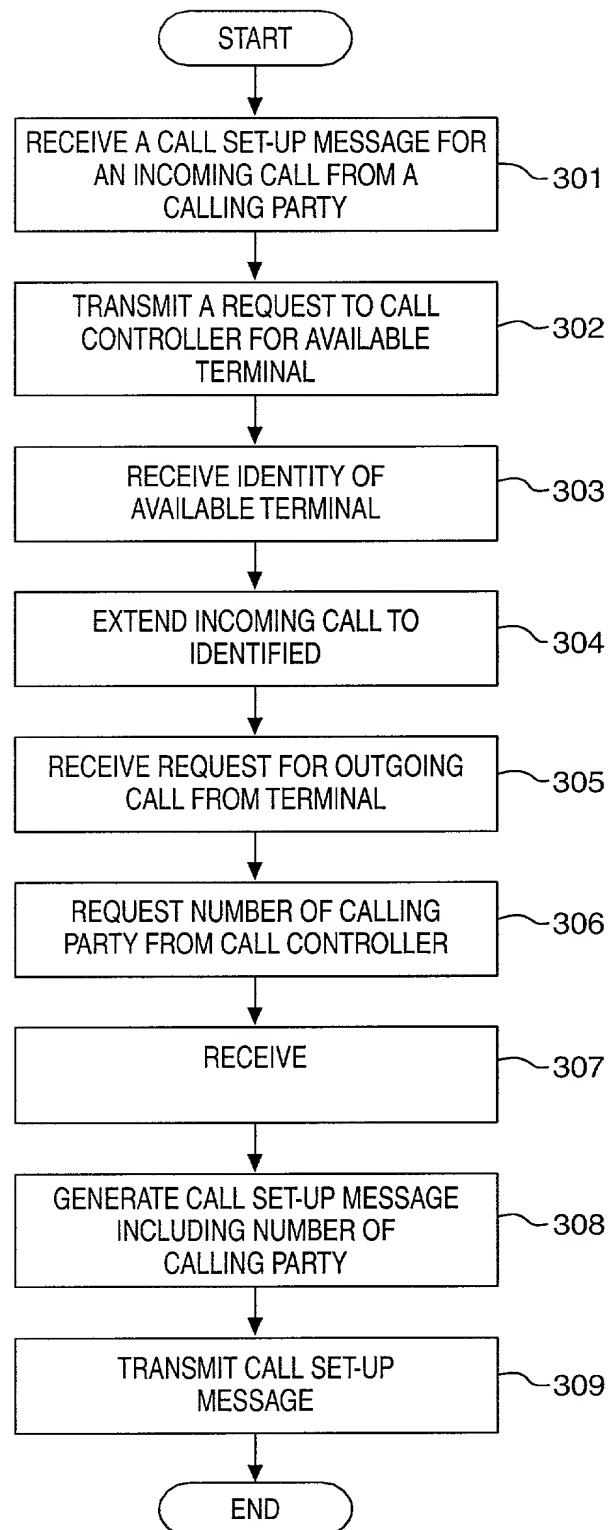 START
RECEIVE A CALL SET-UP MESSAGE FOR
AN INCOMING CALL FROM A
CALLING PARTY
301
TRANSMIT A REQUEST TO CALL
CONTROLLER FOR AVAILABLE
TERMINAL
302
RECEIVE IDENTITY OF
AVAILABLE TERMINAL
303
EXTEND INCOMING CALL TO
IDENTIFIED
304
RECEIVE REQUEST FOR OUTGOING
CALL FROM TERMINAL
305
REQUEST NUMBER OF CALLING
PARTY FROM CALL CONTROLLER
306
RECEIVE
307
GENERATE CALL SET-UP MESSAGE
INCLUDING NUMBER OF
CALLING PARTY
308
TRANSMIT CALL SET-UP
MESSAGE
309
END